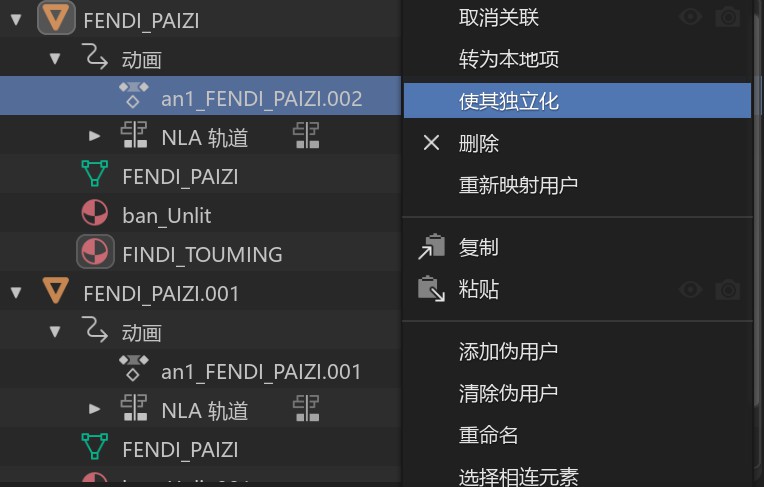 FENDI_PAIZI
动画
an1_FENDI_PAIZI.002
NLA 轨道
FENDI_PAIZI
ban_Unlit
FINDI_TOUMING
FENDI_PAIZI.001
动画
an1_FENDI_PAIZI.001
NLA 轨道
FENDI_PAIZI
取消关联
转为本地项
使其独立化
删除
重新映射用户
复制
粘贴
添加伪用户
清除伪用户
重命名
选择相连元素